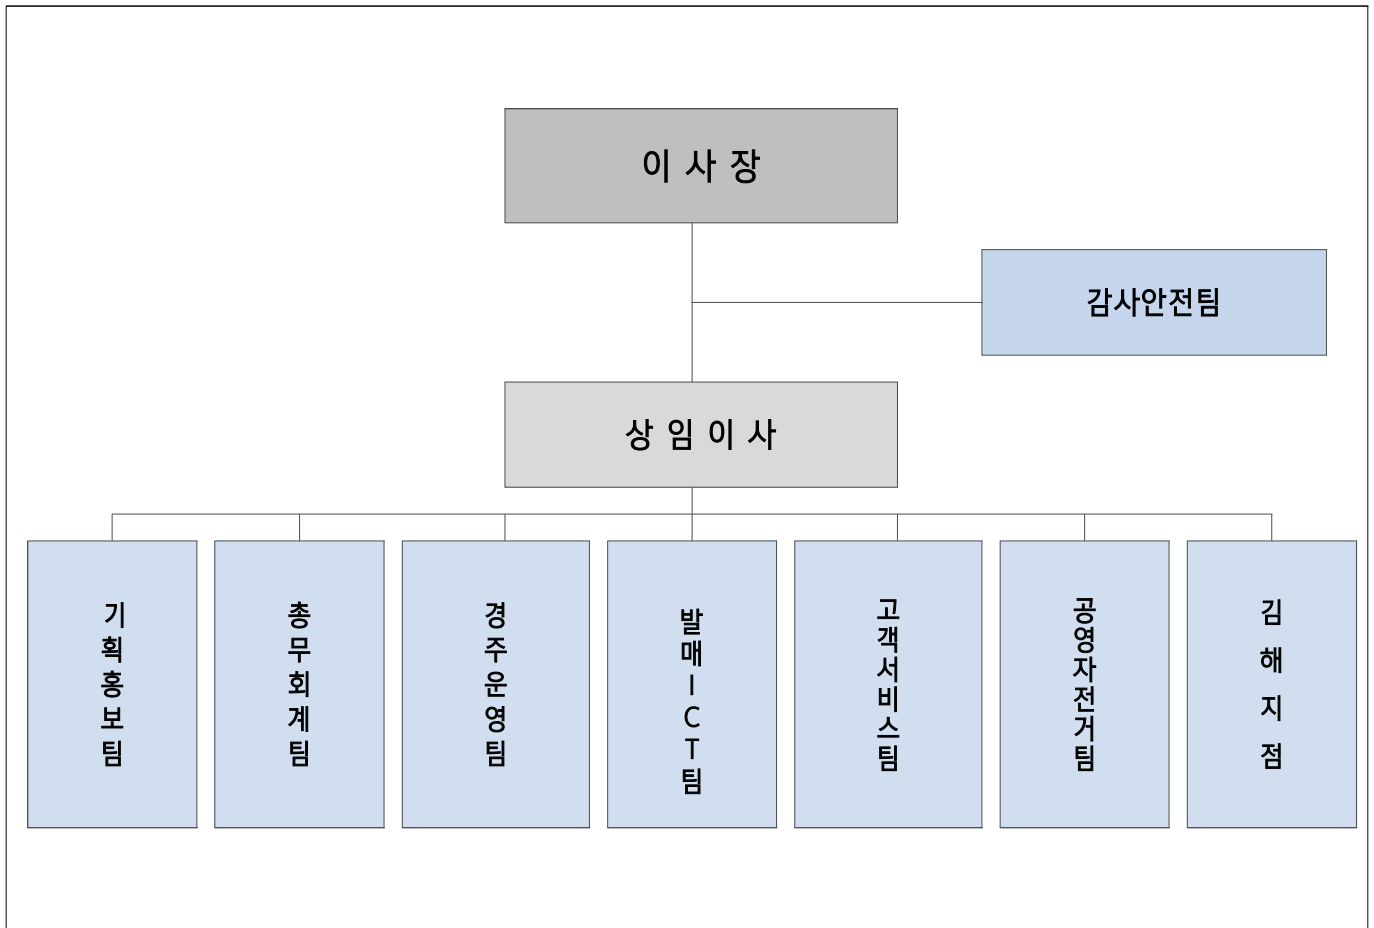 이 사 장
감사안전팀
상 임 이 사
기획홍보팀
총무회계팀
경주운영팀
발매ICT팀
고객서비스팀
공영자전거팀
김해지점